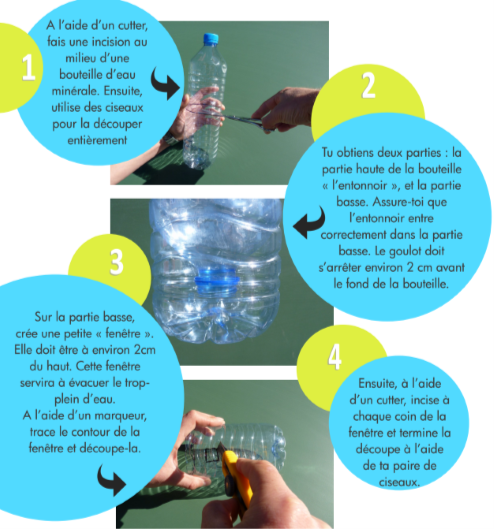 1
A l'aide d'un cutter,
fais une incision au
milieu d'une
bouteille d'eau
minérale. Ensuite,
utilise des ciseaux
pour la découper
entièrement
2
Tu obtiens deux parties : la
partie haute de la bouteille
« l'entonnoir », et la partie
basse. Assure-toi que
l'entonnoir entre
correctement dans la partie
basse. Le goulot doit
s'arrêter environ 2 cm avant
le fond de la bouteille.
3
Sur la partie basse,
crée une petite « fenêtre ».
Elle doit être à environ 2cm
du haut. Cette fenêtre
servira à évacuer le trop-
plein d'eau.
A l'aide d'un marqueur,
trace le contour de la
fenêtre et découpe-la.
4
Ensuite, à l'aide
d'un cutter, incise à
chaque coin de la
fenêtre et termine la
découpe à l'aide
de ta paire de
ciseaux.